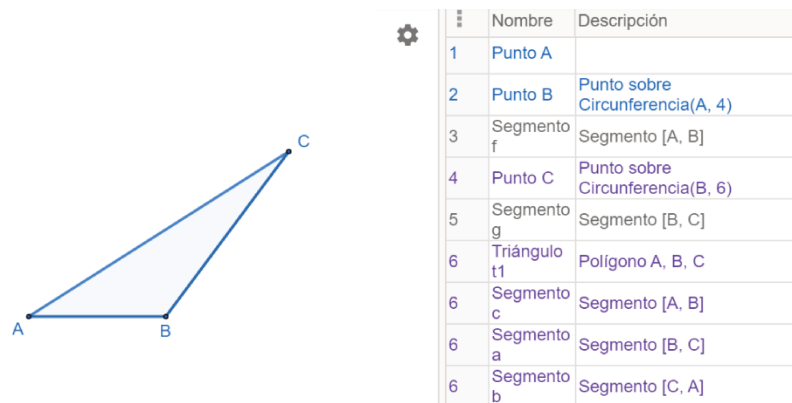 Nombre Descripción
1 Punto A
2 Punto B Punto sobre
Circunferencia(A, 4)
3 Segmento
f Segmento [A, B]
4 Punto C Punto sobre
Circunferencia(B, 6)
5 Segmento
g Segmento [B, C]
6 Triángulo
t1 Polígono A, B, C
6 Segmento
c Segmento [A, B]
6 Segmento
a Segmento [B, C]
6 Segmento
b Segmento [C, A]
C
A
B